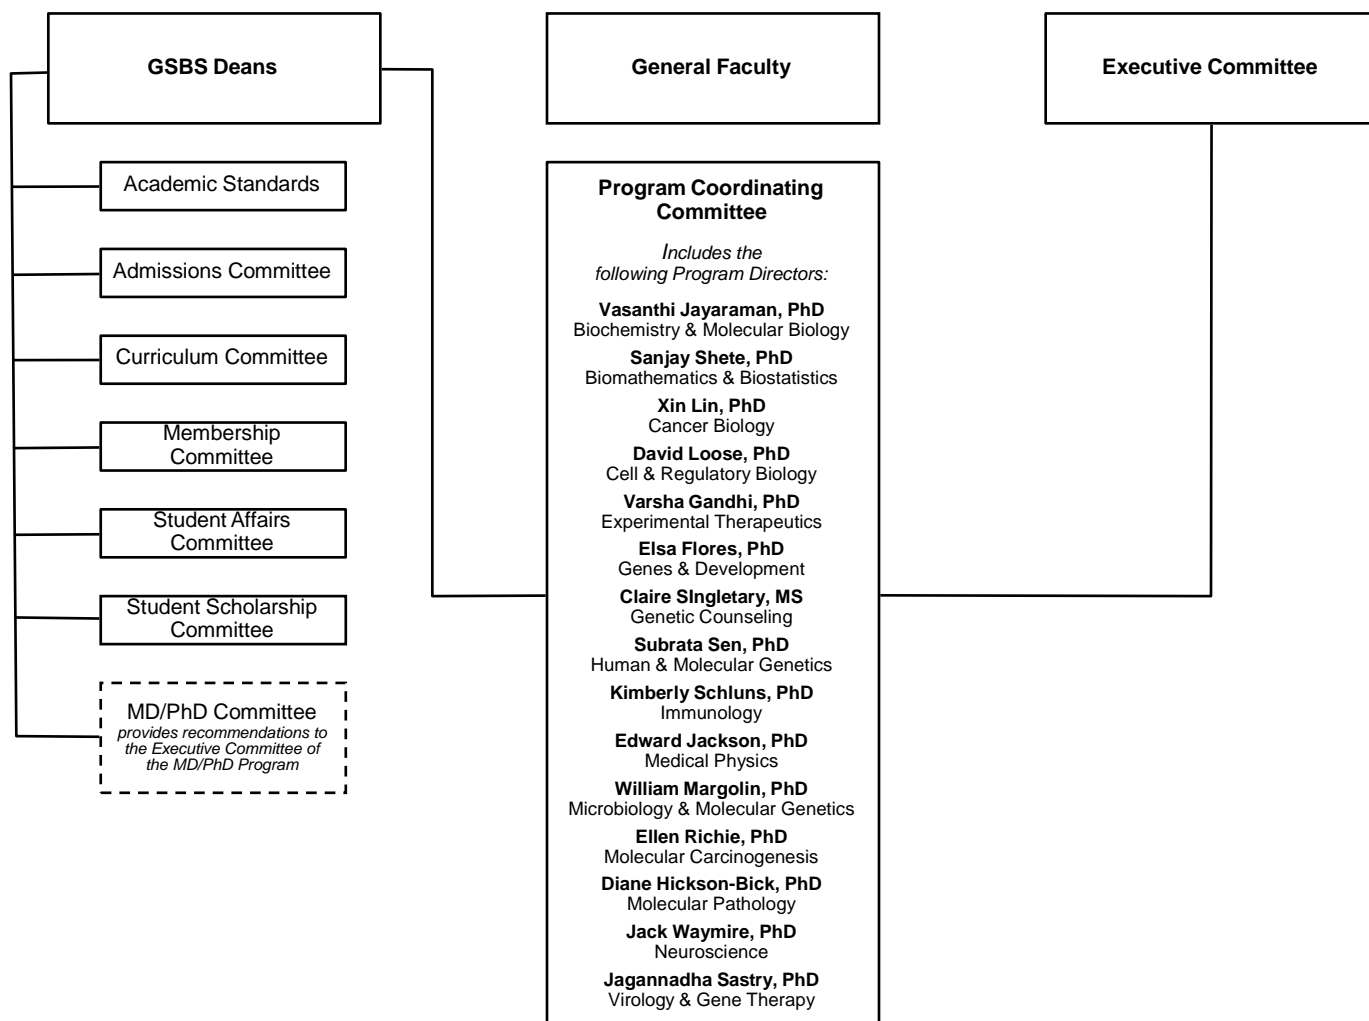 GSBS Deans
General Faculty
Executive Committee
Academic Standards
Admissions Committee
Curriculum Committee
Membership
Committee
Student Affairs
Committee
Student Scholarship
Committee
MD/PhD Committee
provides recommendations to
the Executive Committee of
the MD/PhD Program
Program Coordinating
Committee
Includes the
following Program Directors:
Vasanthi Jayaraman, PhD
Biochemistry & Molecular Biology
Sanjay Shete, PhD
Biomathematics & Biostatistics
Xin Lin, PhD
Cancer Biology
David Loose, PhD
Cell & Regulatory Biology
Varsha Gandhi, PhD
Experimental Therapeutics
Elsa Flores, PhD
Genes & Development
Claire SIngletary, MS
Genetic Counseling
Subrata Sen, PhD
Human & Molecular Genetics
Kimberly Schluns, PhD
Immunology
Edward Jackson, PhD
Medical Physics
William Margolin, PhD
Microbiology & Molecular Genetics
Ellen Richie, PhD
Molecular Carcinogenesis
Diane Hickson-Bick, PhD
Molecular Pathology
Jack Waymire, PhD
Neuroscience
Jagannadha Sastry, PhD
Virology & Gene Therapy